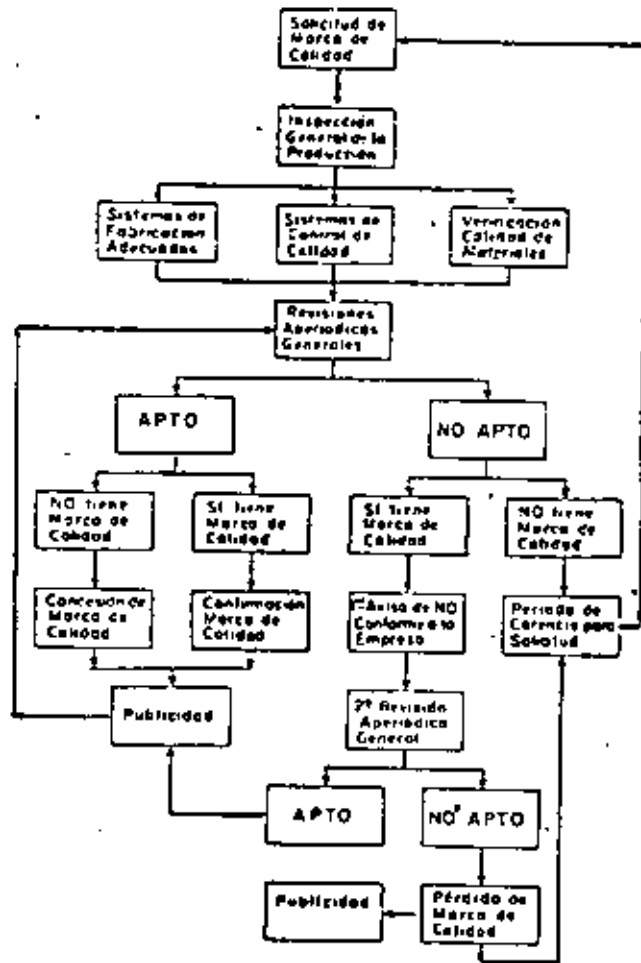 Solicitud de
Marca de
Calidad
Inspección
General de la
Producción
Sistemas de
Fabricación
Adecuados
Sistemas de
Control de
Calidad
Verificación
Calidad de
Materiales
Revisiones
Aperiódicas
Generales
APTO
NO APTO
NO tiene
Marca de
Calidad
SI tiene
Marca de
Calidad
SI tiene
Marca de
Calidad
NO tiene
Marca de
Calidad
Concesión de
Marca de
Calidad
Confirmación
Marca de
Calidad
Aviso de NO
Conforme a la
Empresa
Periodo de
Carencia para
Solicitud
Publicidad
2ª Revisión
Aperiódica
General
APTO
NO APTO
Publicidad
Pérdida de
Marca de
Calidad